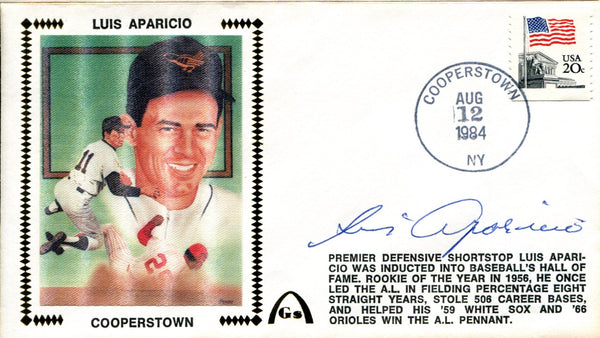 LUIS APARICIO
11
2
COOPERSTOWN
USA
20c
COOPERSTOWN
AUG
12
1984
NY
Luis Aparicio
PREMIER DEFENSIVE SHORTSTOP LUIS APARI-
CIO WAS INDUCTED INTO BASEBALL'S HALL OF
FAME. ROOKIE OF THE YEAR IN 1956, HE ONCE
LED THE A.L. IN FIELDING PERCENTAGE EIGHT
STRAIGHT YEARS, STOLE 506 CAREER BASES,
AND HELPED HIS '59 WHITE SOX AND '66
ORIOLES WIN THE A.L. PENNANT.
Gs